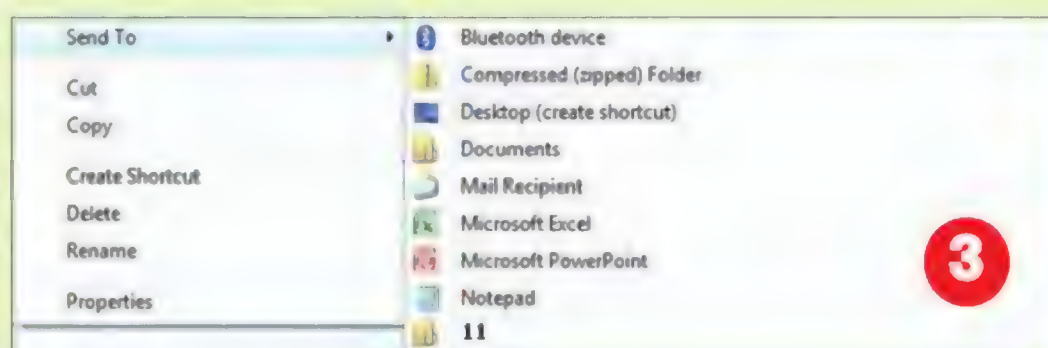 Send To
Cut
Copy
Create Shortcut
Delete
Rename
Properties
Bluetooth device
Compressed (zipped) Folder
Desktop (create shortcut)
Documents
Mail Recipient
Microsoft Excel
Microsoft PowerPoint
Notepad
11
3